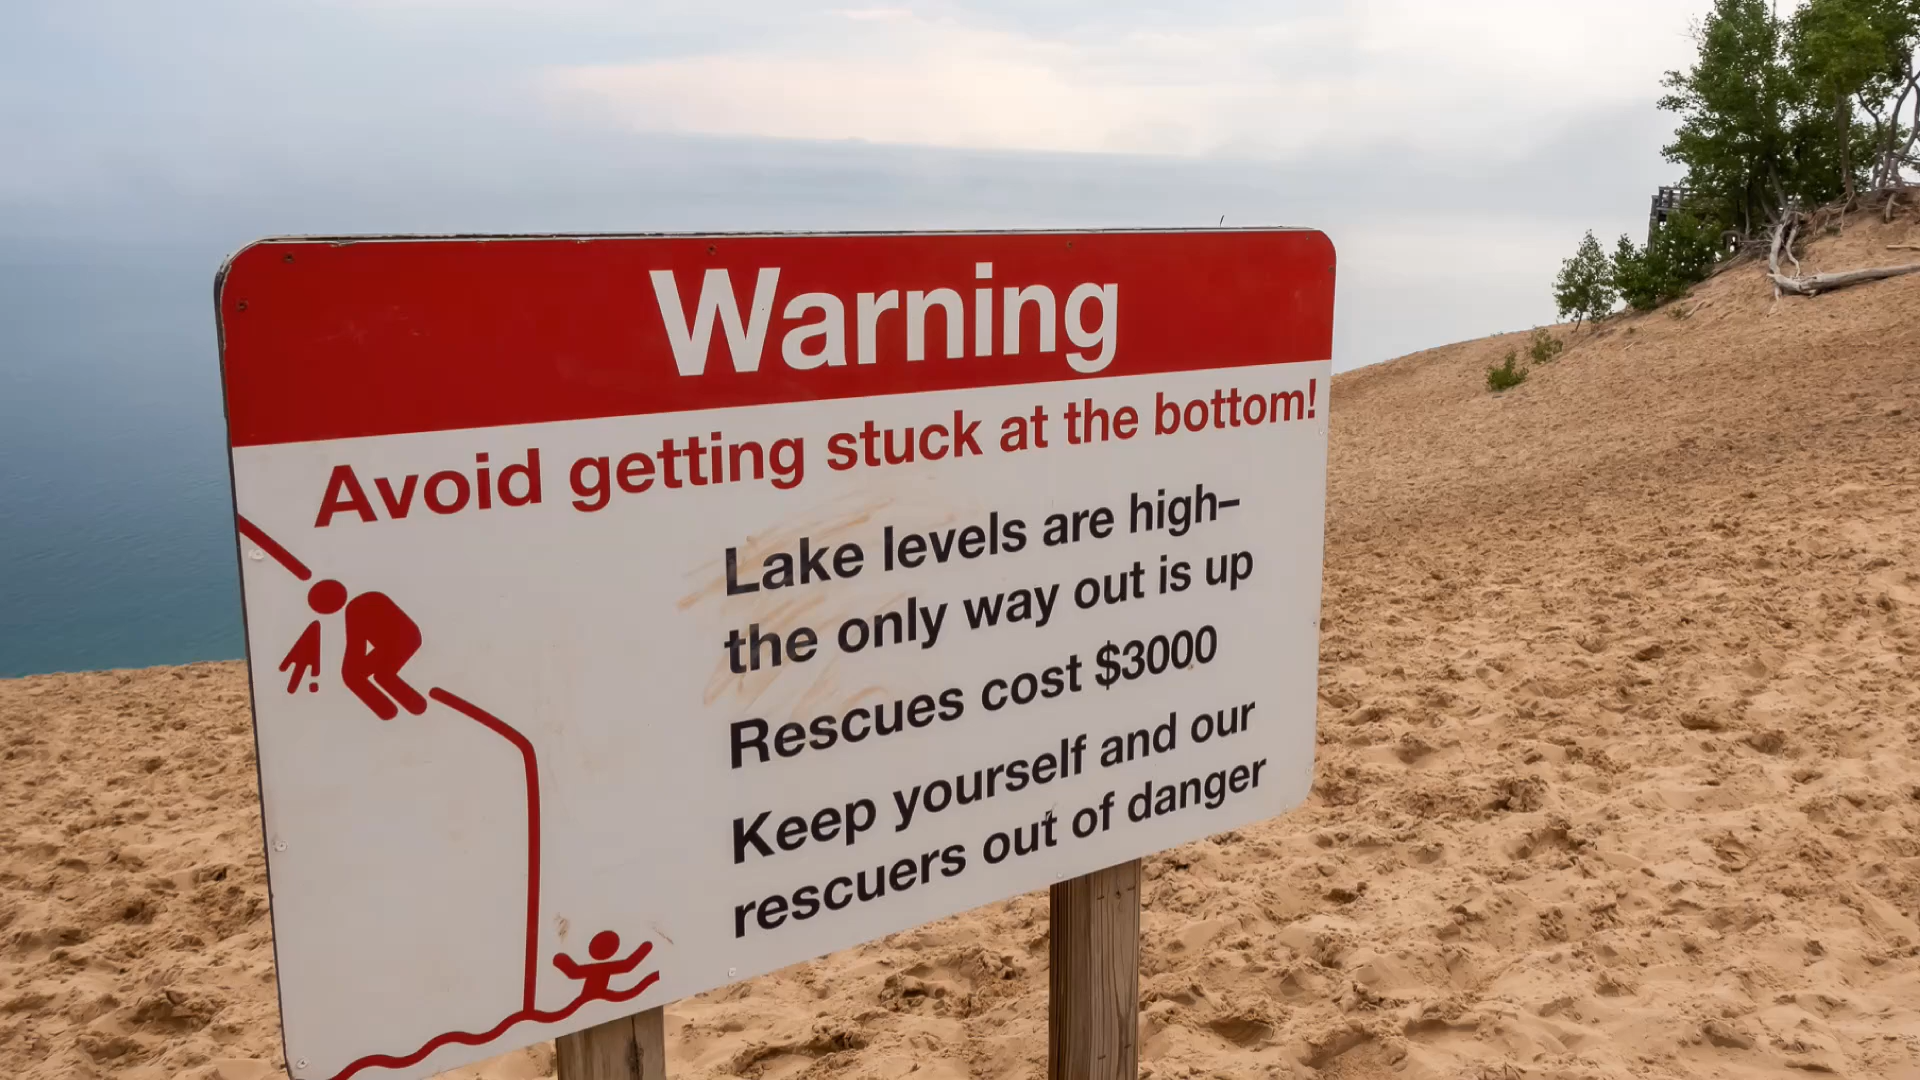 Warning
Avoid getting stuck at the bottom!
Lake levels are high–
the only way out is up
Rescues cost $3000
Keep yourself and our
rescuers out of danger